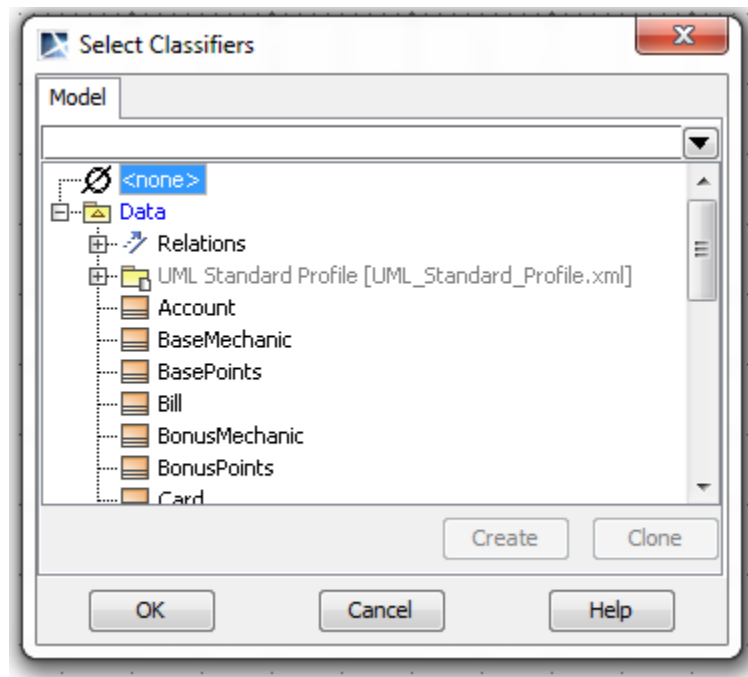 Select Classifiers
Model
<none>
Data
Relations
UML Standard Profile [UML_Standard_Profile.xml]
Account
BaseMechanic
BasePoints
Bill
BonusMechanic
BonusPoints
Card
Create Clone
OK Cancel Help